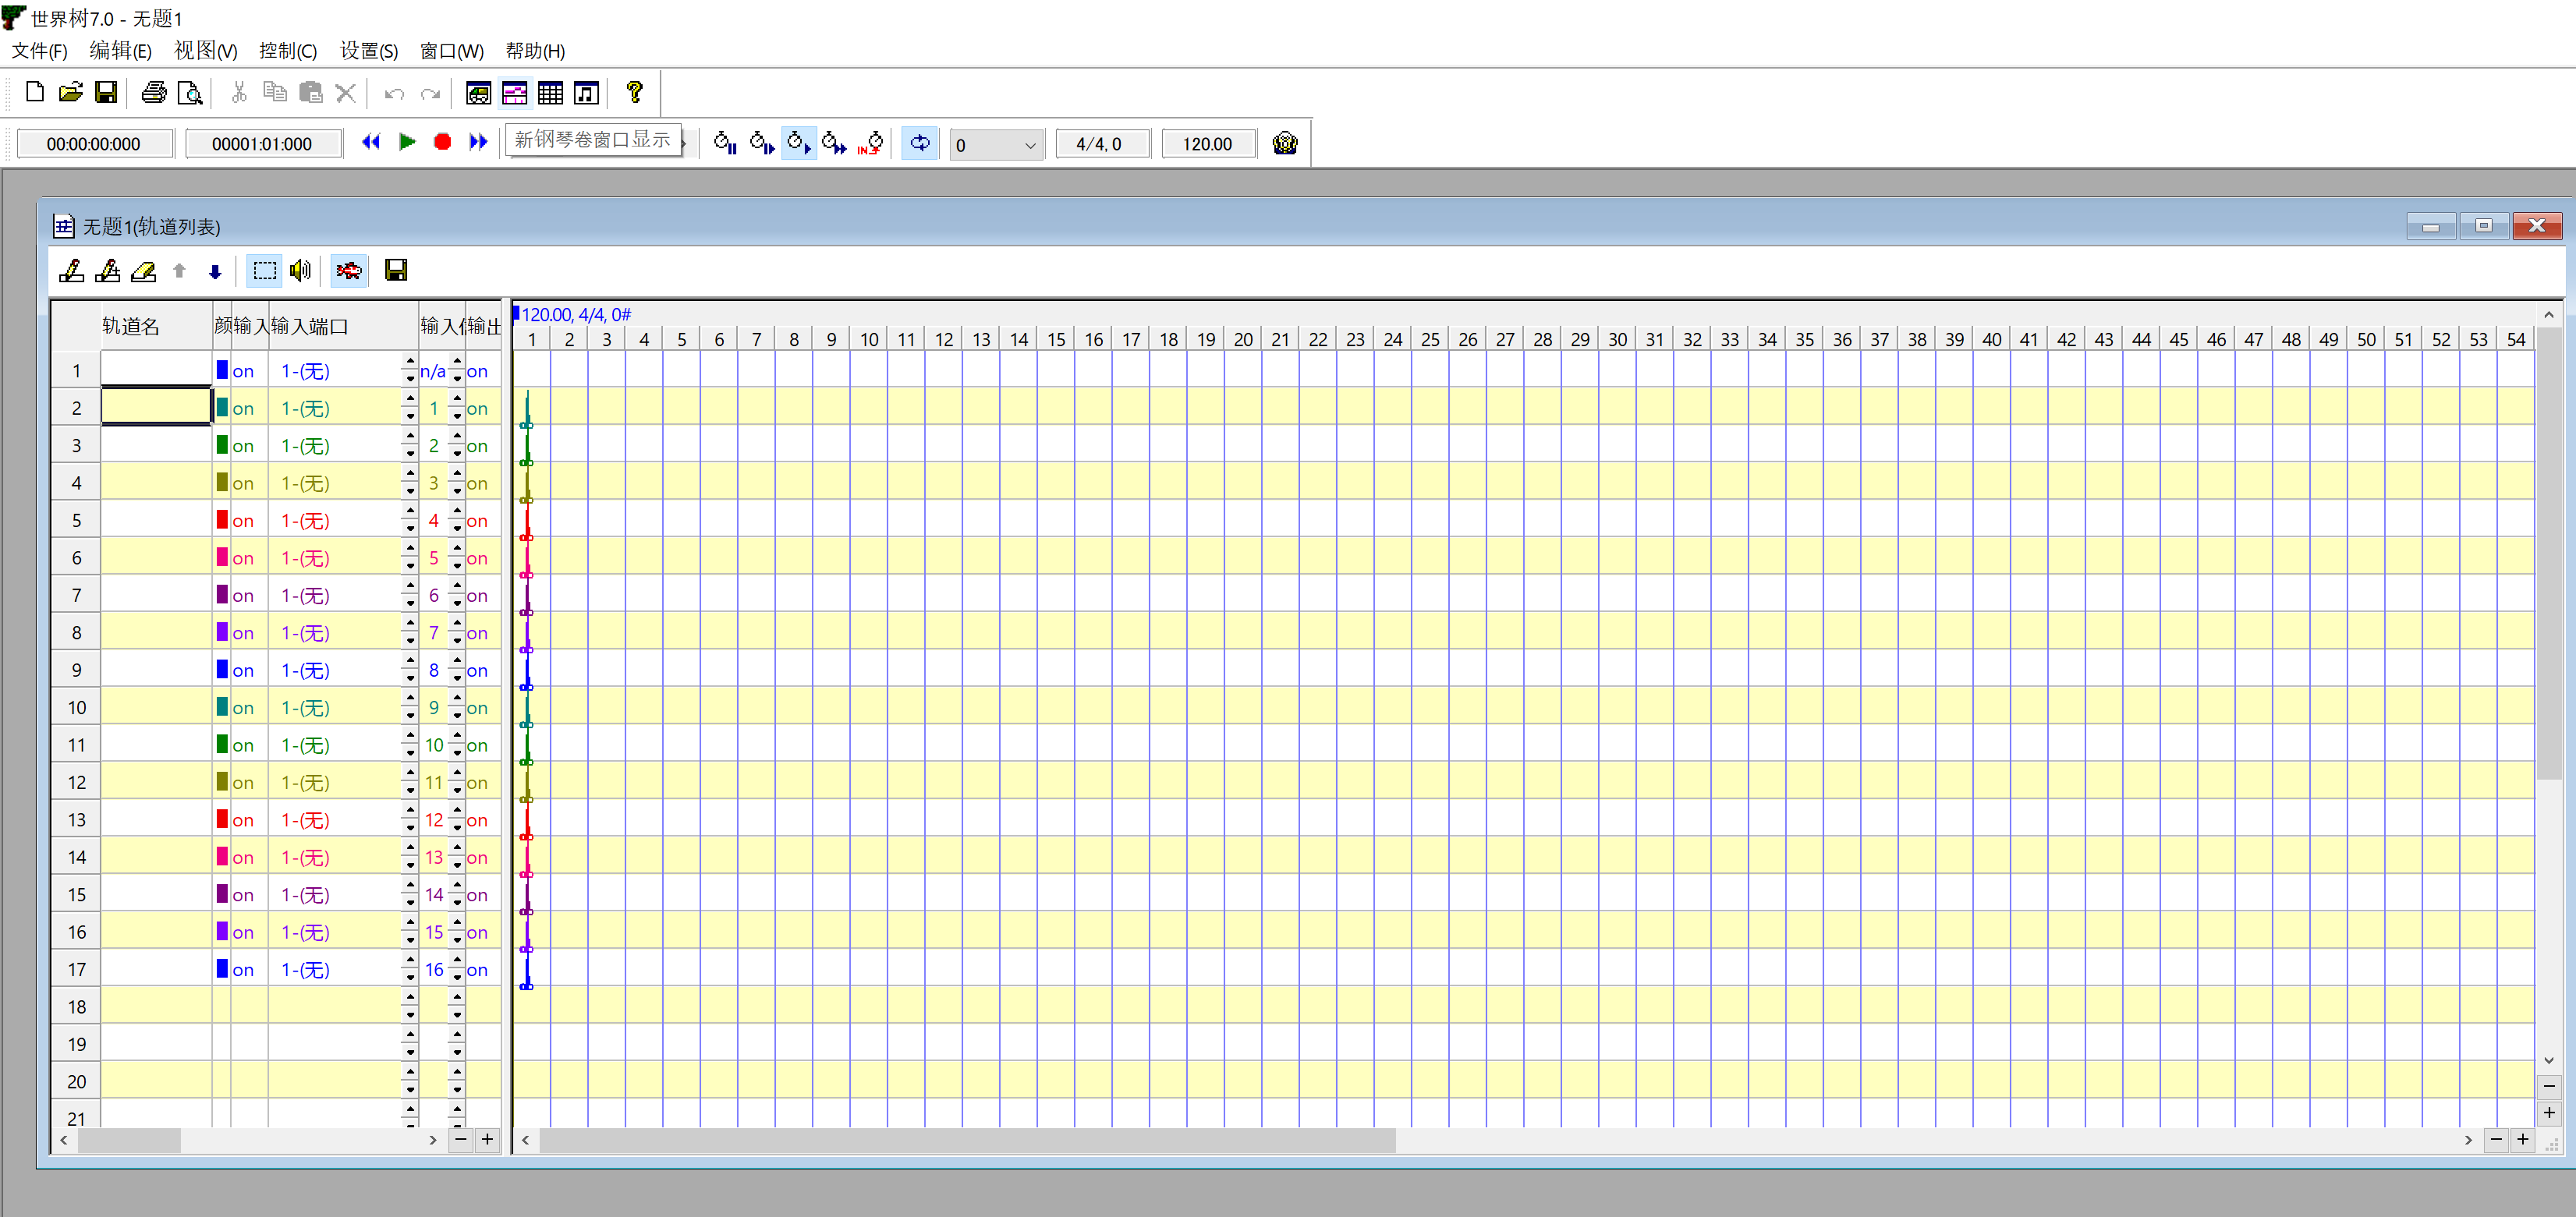 世界树7.0 - 无题1
文件(F) 编辑(E) 视图(V) 控制(C) 设置(S) 窗口(W) 帮助(H)
00:00:00:000 00001:01:000 新钢琴卷窗口显示 IN 0 4/4, 0 120.00
无题1(轨道列表)
轨道名 颜 输入 输入端口 输入 输出
120.00, 4/4, 0#
1 2 3 4 5 6 7 8 9 10 11 12 13 14 15 16 17 18 19 20 21 22 23 24 25 26 27 28 29 30 31 32 33 34 35 36 37 38 39 40 41 42 43 44 45 46 47 48 49 50 51 52 53 54
1 on 1-(无) n/a on
2 on 1-(无) 1 on
3 on 1-(无) 2 on
4 on 1-(无) 3 on
5 on 1-(无) 4 on
6 on 1-(无) 5 on
7 on 1-(无) 6 on
8 on 1-(无) 7 on
9 on 1-(无) 8 on
10 on 1-(无) 9 on
11 on 1-(无) 10 on
12 on 1-(无) 11 on
13 on 1-(无) 12 on
14 on 1-(无) 13 on
15 on 1-(无) 14 on
16 on 1-(无) 15 on
17 on 1-(无) 16 on
18
19
20
21